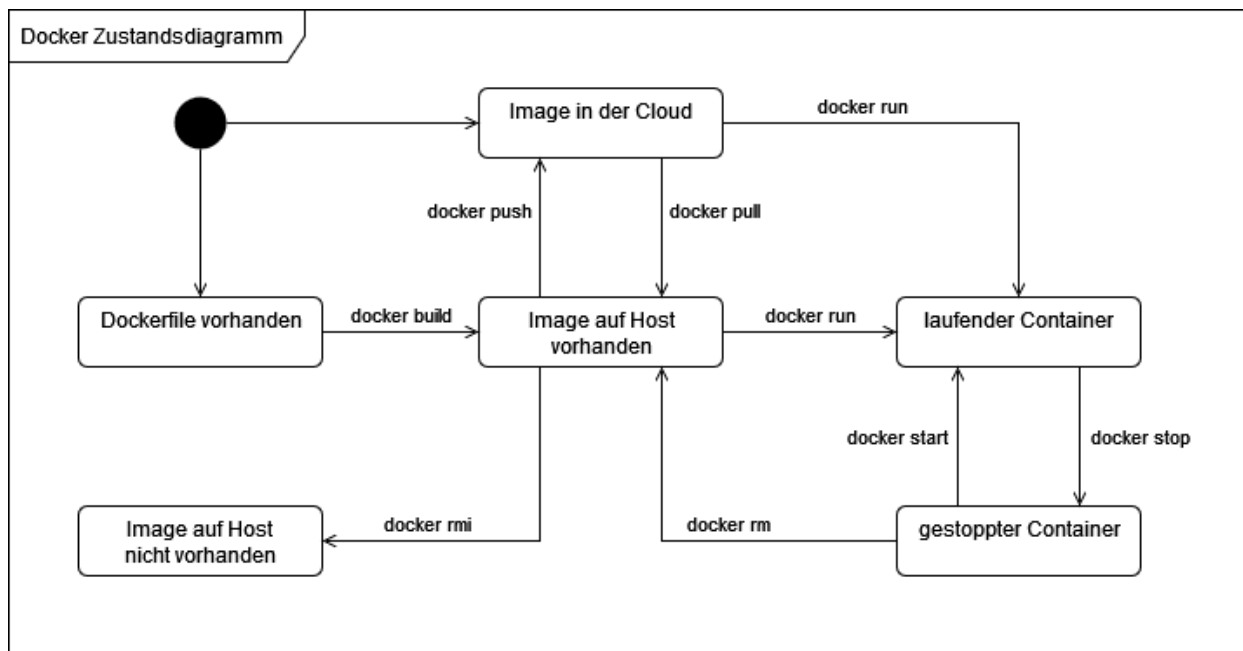 Docker Zustandsdiagramm
Image in der Cloud
docker run
docker push
docker pull
Dockerfile vorhanden
docker build
Image auf Host
vorhanden
docker run
laufender Container
docker start
docker stop
Image auf Host
nicht vorhanden
docker rmi
docker rm
gestoppter Container